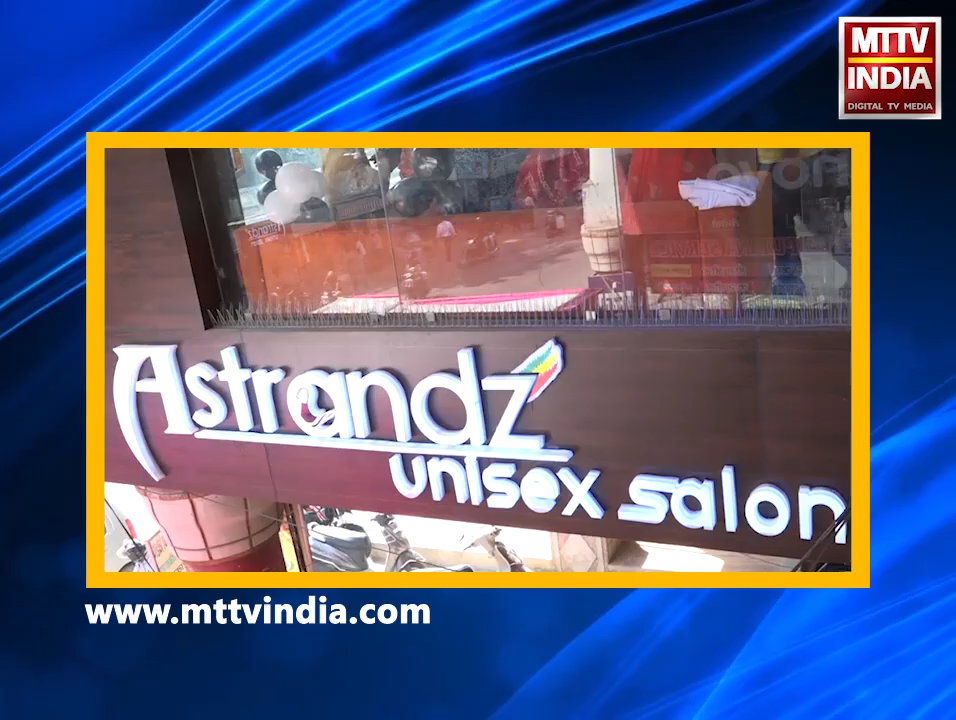 MTTV
INDIA
DIGITAL TV MEDIA
Astrandz
unisex salon
www.mttvindia.com